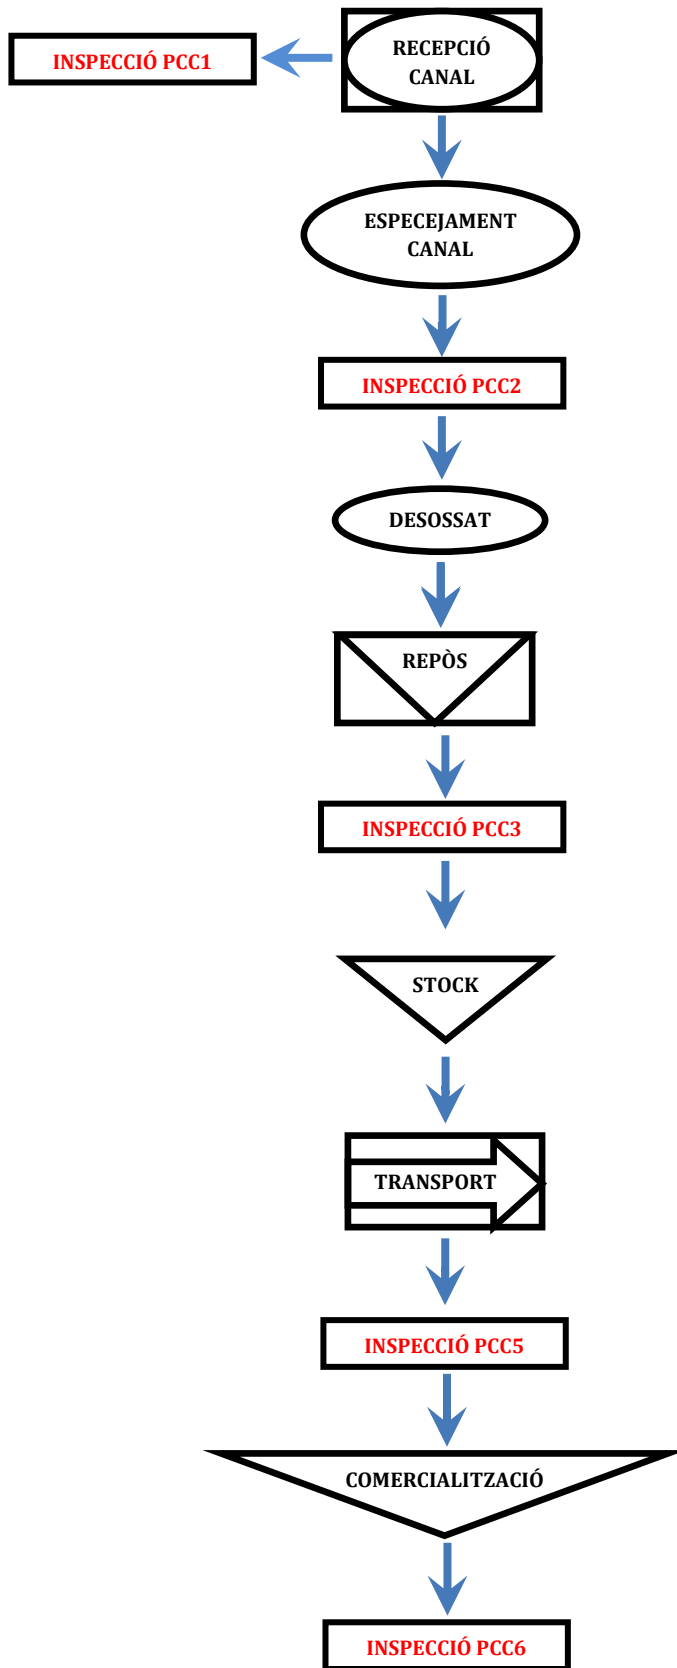 RECEPCIÓ
CANAL
INSPECCIÓ PCC1
ESPECEJAMENT
CANAL
INSPECCIÓ PCC2
DESOSSAT
REPÒS
INSPECCIÓ PCC3
STOCK
TRANSPORT
INSPECCIÓ PCC5
COMERCIALITZACIÓ
INSPECCIÓ PCC6